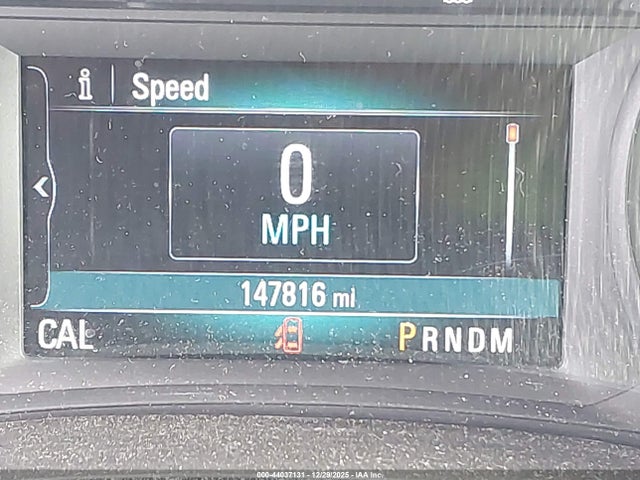 i Speed
0
MPH
147816 mi
CAL PRNDM
000-44037131 - 12/29/2025 - IAA Inc.